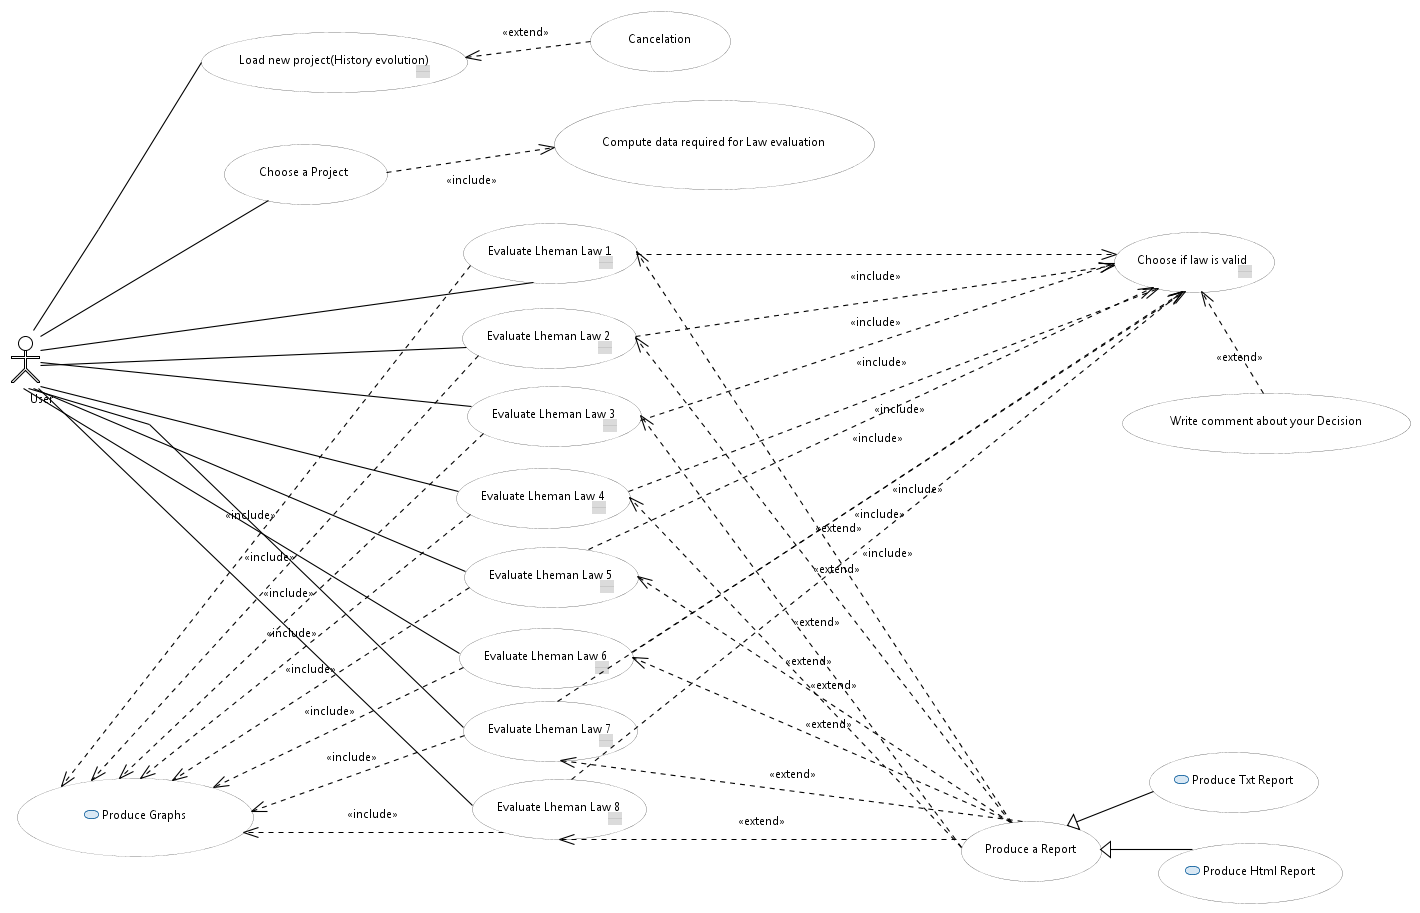 «extend»
Cancelation
Load new project(History evolution)
Compute data required for Law evaluation
Choose a Project
«include»
Evaluate Lheman Law 1
Choose if law is valid
«include»
«include»
Evaluate Lheman Law 2
«extend»
«include»
User
«include»
Evaluate Lheman Law 3
Write comment about your Decision
«include»
«include»
Evaluate Lheman Law 4
«include»
«include»
«extend»
«include»
«include»
«extend»
Evaluate Lheman Law 5
«include»
«extend»
«include»
Evaluate Lheman Law 6
«extend»
«include»
«extend»
«include»
«extend»
Evaluate Lheman Law 7
«include»
«extend»
Produce Txt Report
Evaluate Lheman Law 8
Produce Graphs
«include»
«extend»
Produce a Report
Produce Html Report